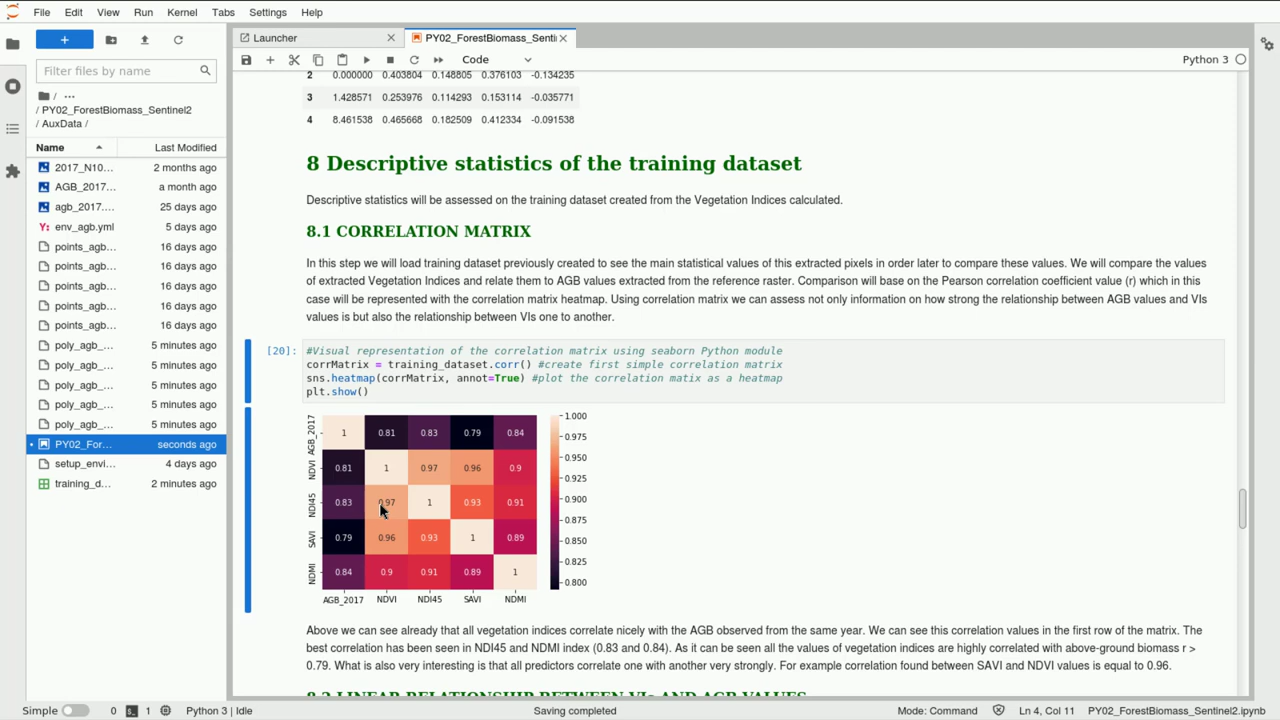 File Edit View Run Kernel Tabs Settings Help
Launcher
PY02_ForestBiomass_Senti
Code
Python 3
Filter files by name
/ ...
/ PY02_ForestBiomass_Sentinel2
/ AuxData /
Name Last Modified
2017_N10... 2 months ago
AGB_2017... a month ago
agb_2017.... 25 days ago
Y: env_agb.yml 5 days ago
points_agb... 16 days ago
points_agb... 16 days ago
points_agb... 16 days ago
points_agb... 16 days ago
points_agb... 16 days ago
poly_agb_... 5 minutes ago
poly_agb_... 5 minutes ago
poly_agb_... 5 minutes ago
poly_agb_... 5 minutes ago
poly_agb_... 5 minutes ago
PY02_For... seconds ago
setup_envi... 4 days ago
training_d... 2 minutes ago
2 0.000000 0.403804 0.148805 0.376103 -0.134235
3 1.428571 0.253976 0.114293 0.153114 -0.035771
4 8.461538 0.465668 0.182509 0.412334 -0.091538
8 Descriptive statistics of the training dataset
Descriptive statistics will be assessed on the training dataset created from the Vegetation Indices calculated.
8.1 CORRELATION MATRIX
In this step we will load training dataset previously created to see the main statistical values of this extracted pixels in order later to compare these values. We will compare the values
of extracted Vegetation Indices and relate them to AGB values extracted from the reference raster. Comparison will base on the Pearson correlation coefficient value (r) which in this
case will be represented with the correlation matrix heatmap. Using correlation matrix we can assess not only information on how strong the relationship between AGB values and VIs
values is but also the relationship between VIs one to another.
[20]: #Visual representation of the correlation matrix using seaborn Python module
corrMatrix = training_dataset.corr() #create first simple correlation matrix
sns.heatmap(corrMatrix, annot=True) #plot the correlation matix as a heatmap
plt.show()
AGB_2017 1 0.81 0.83 0.79 0.84
NDVI 0.81 1 0.97 0.96 0.9
NDI45 0.83 0.97 1 0.93 0.91
SAVI 0.79 0.96 0.93 1 0.89
NDMI 0.84 0.9 0.91 0.89 1
AGB_2017 NDVI NDI45 SAVI NDMI
1.000
0.975
0.950
0.925
0.900
0.875
0.850
0.825
0.800
Above we can see already that all vegetation indices correlate nicely with the AGB observed from the same year. We can see this correlation values in the first row of the matrix. The
best correlation has been seen in NDI45 and NDMI index (0.83 and 0.84). As it can be seen all the values of vegetation indices are highly correlated with above-ground biomass r >
0.79. What is also very interesting is that all predictors correlate one with another very strongly. For example correlation found between SAVI and NDVI values is equal to 0.96.
8.2 LINEAR RELATIONSHIP BETWEEN VIs AND AGB VALUES
Simple 0 1 Python 3 | Idle Saving completed Mode: Command Ln 4, Col 11 PY02_ForestBiomass_Sentinel2.ipynb